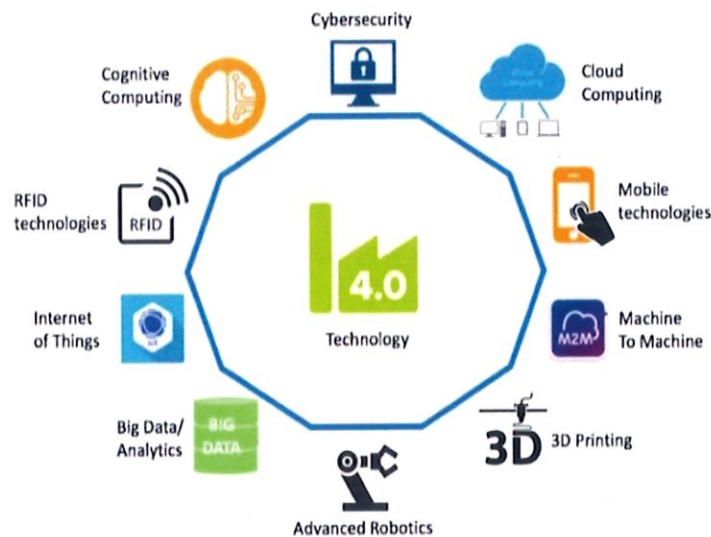 Cybersecurity
Cognitive
Computing
Cloud
Computing
RFID
technologies
RFID
Mobile
technologies
4.0
Technology
Internet
of Things
IoT
Machine
To Machine
M2M
Big Data/
Analytics
BIG
DATA
3D
3D Printing
Advanced Robotics